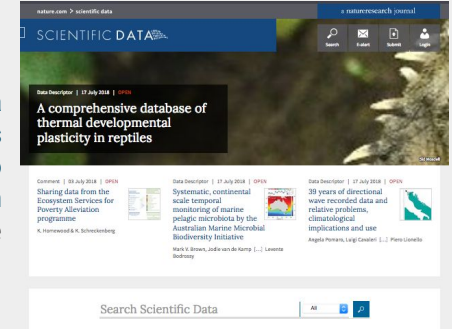 nature.com > scientific data
a natureresearch journal
SCIENTIFIC DATA
Search
E-alert
Submit
Login
Data Descriptor | 17 July 2018 | OPEN
A comprehensive database of
thermal developmental
plasticity in reptiles
Comment | 03 July 2018 | OPEN
Sharing data from the
Ecosystem Services for
Poverty Alleviation
programme
K. Homewood & K. Schreckenberg
Data Descriptor | 17 July 2018 | OPEN
Systematic, continental
scale temporal
monitoring of marine
pelagic microbiota by the
Australian Marine Microbial
Biodiversity Initiative
Mark V. Brown, Jodie van de Kamp [...] Levente
Bodrossy
Data Descriptor | 17 July 2018 | OPEN
39 years of directional
wave recorded data and
relative problems,
climatological
implications and use
Angela Pomaro, Luigi Cavaleri [...] Piero Lionello
Search Scientific Data
All